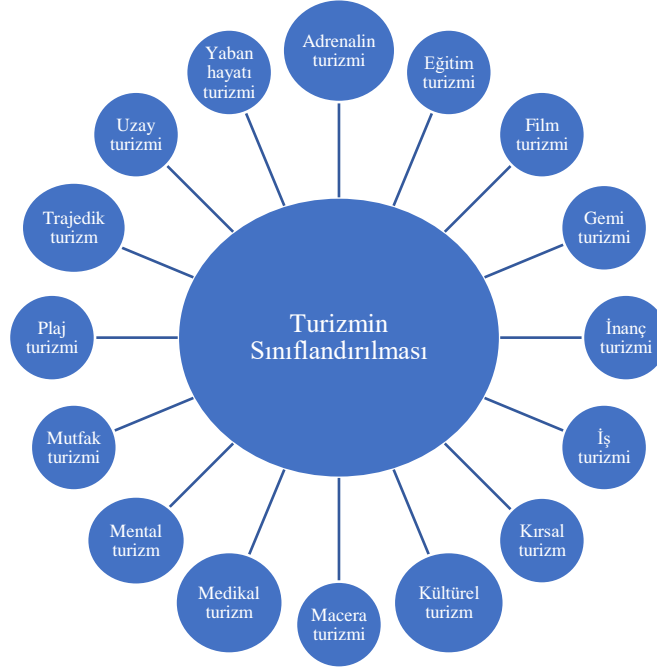 Adrenalin
turizmi
Eğitim
turizmi
Film
turizmi
Gemi
turizmi
İnanç
turizmi
İş
turizmi
Kırsal
turizm
Kültürel
turizm
Macera
turizmi
Medikal
turizm
Mental
turizm
Mutfak
turizmi
Plaj
turizmi
Trajedik
turizm
Uzay
turizmi
Yaban
hayatı
turizmi
Turizmin
Sınıflandırılması